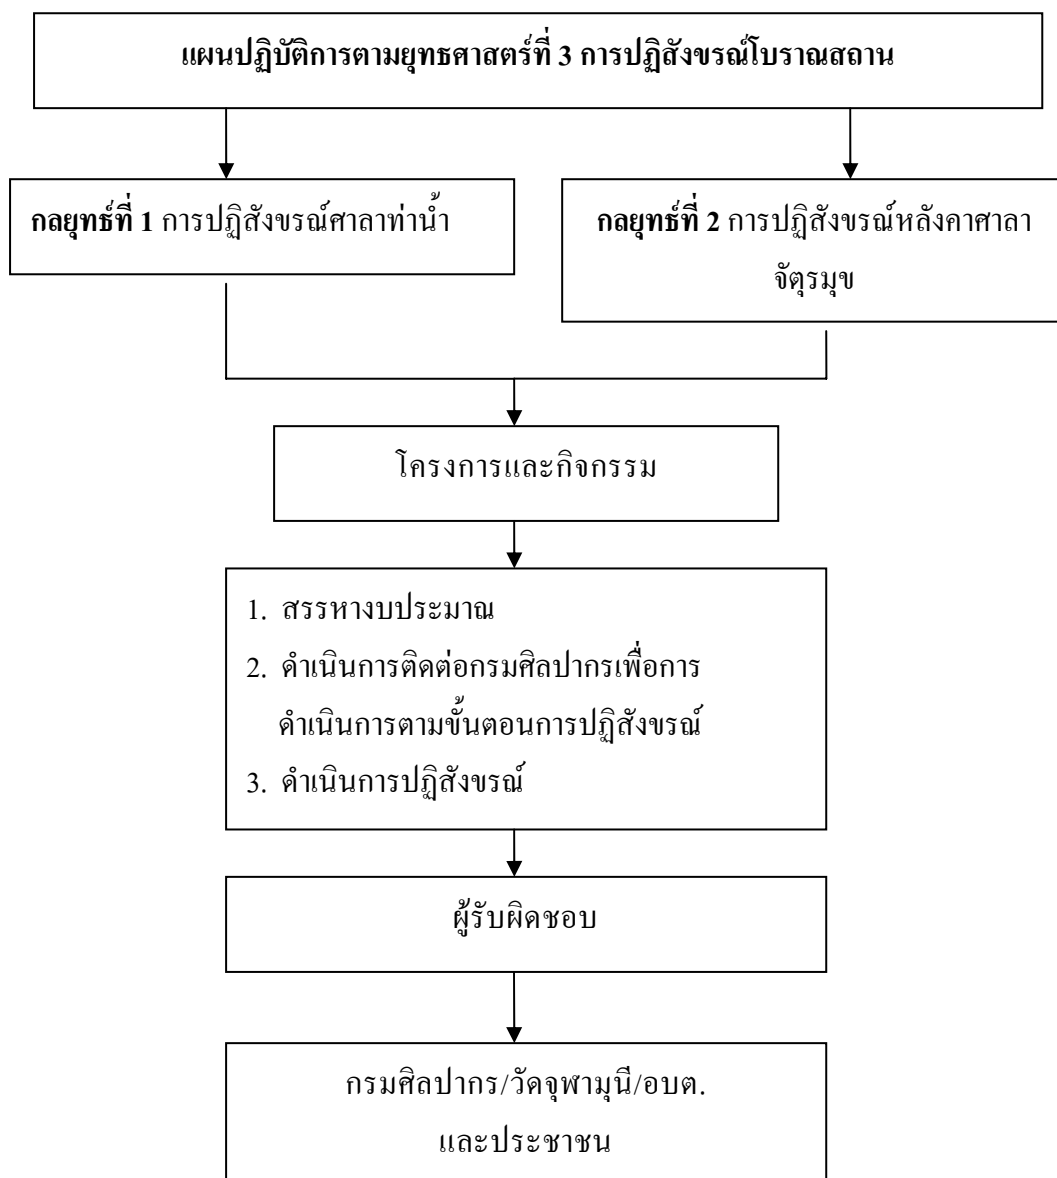 แผนปฏิบัติการตามยุทธศาสตร์ที่ 3 การปฏิสังขรณ์โบราณสถาน
กลยุทธ์ที่ 1 การปฏิสังขรณ์ศาลาท่าน้ำ
กลยุทธ์ที่ 2 การปฏิสังขรณ์หลังคาศาลา
จัตุรมุข
โครงการและกิจกรรม
1. สรรหางบประมาณ
2. ดำเนินการติดต่อกรมศิลปากรเพื่อการ
ดำเนินการตามขั้นตอนการปฏิสังขรณ์
3. ดำเนินการปฏิสังขรณ์
ผู้รับผิดชอบ
กรมศิลปากร/วัดจุฬามุนี/อบต.
และประชาชน